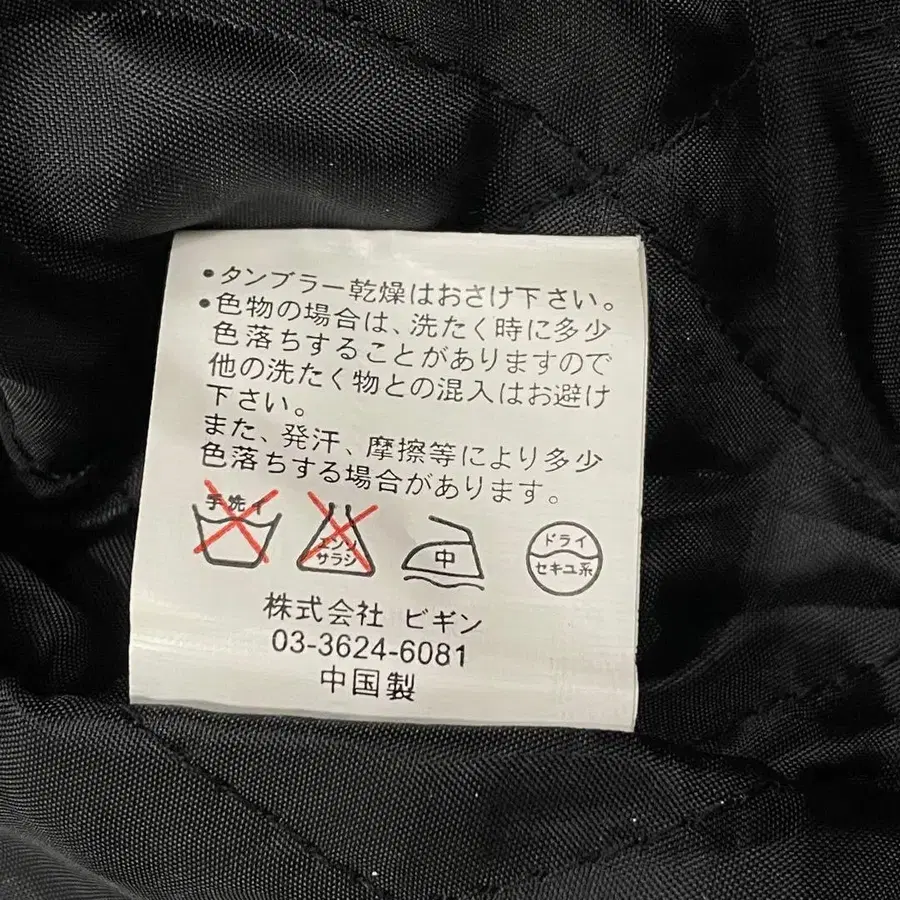 •タンブラー乾燥はおさけ下さい。
•色物の場合は、洗たく時に多少
色落ちすることがありますので
他の洗たく物との混入はお避け
下さい。
また、発汗、摩擦等により多少
色落ちする場合があります。
手洗イ
エンソ
サラシ
中
ドライ
セキユ系
株式会社 ビギン
03-3624-6081
中国製